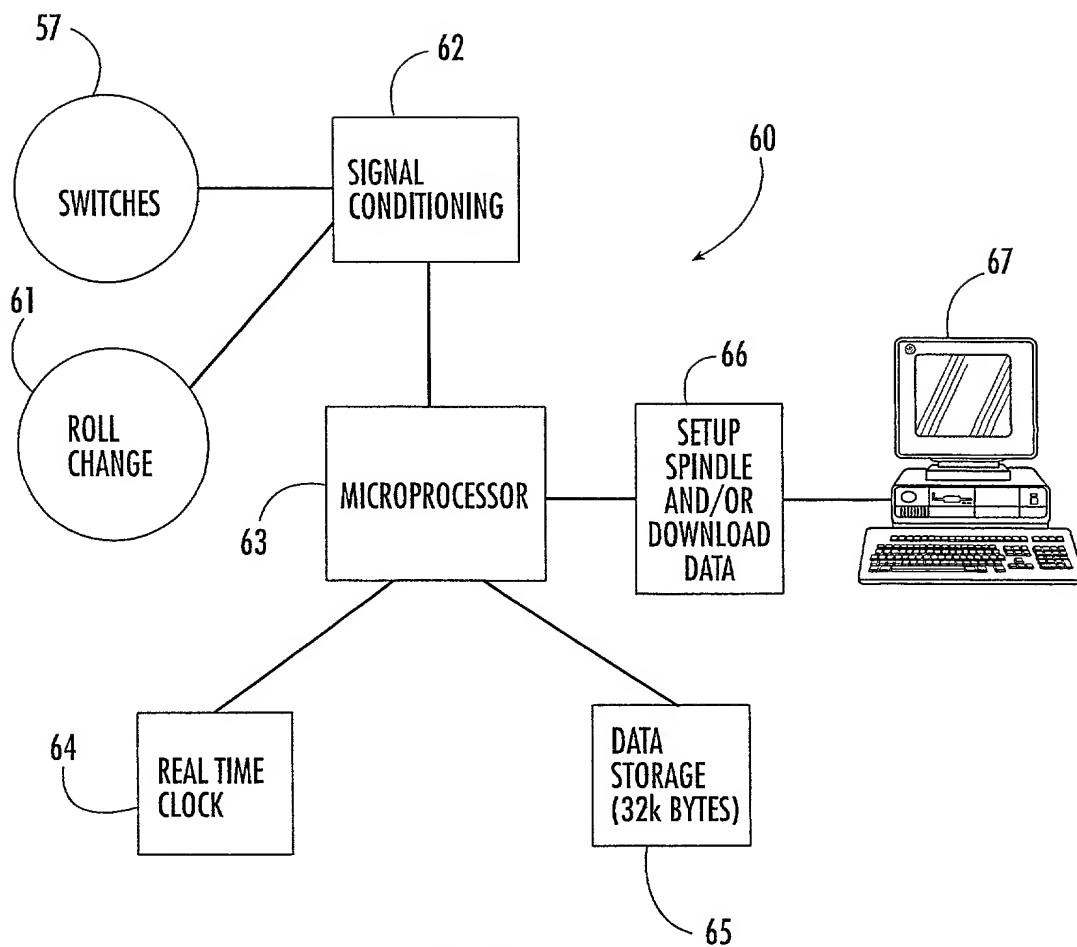 57
62
SWITCHES
SIGNAL
CONDITIONING
60
61
ROLL
CHANGE
67
66
MICROPROCESSOR
63
SETUP
SPINDLE
AND/OR
DOWNLOAD
DATA
64
REAL TIME
CLOCK
DATA
STORAGE
(32k BYTES)
65